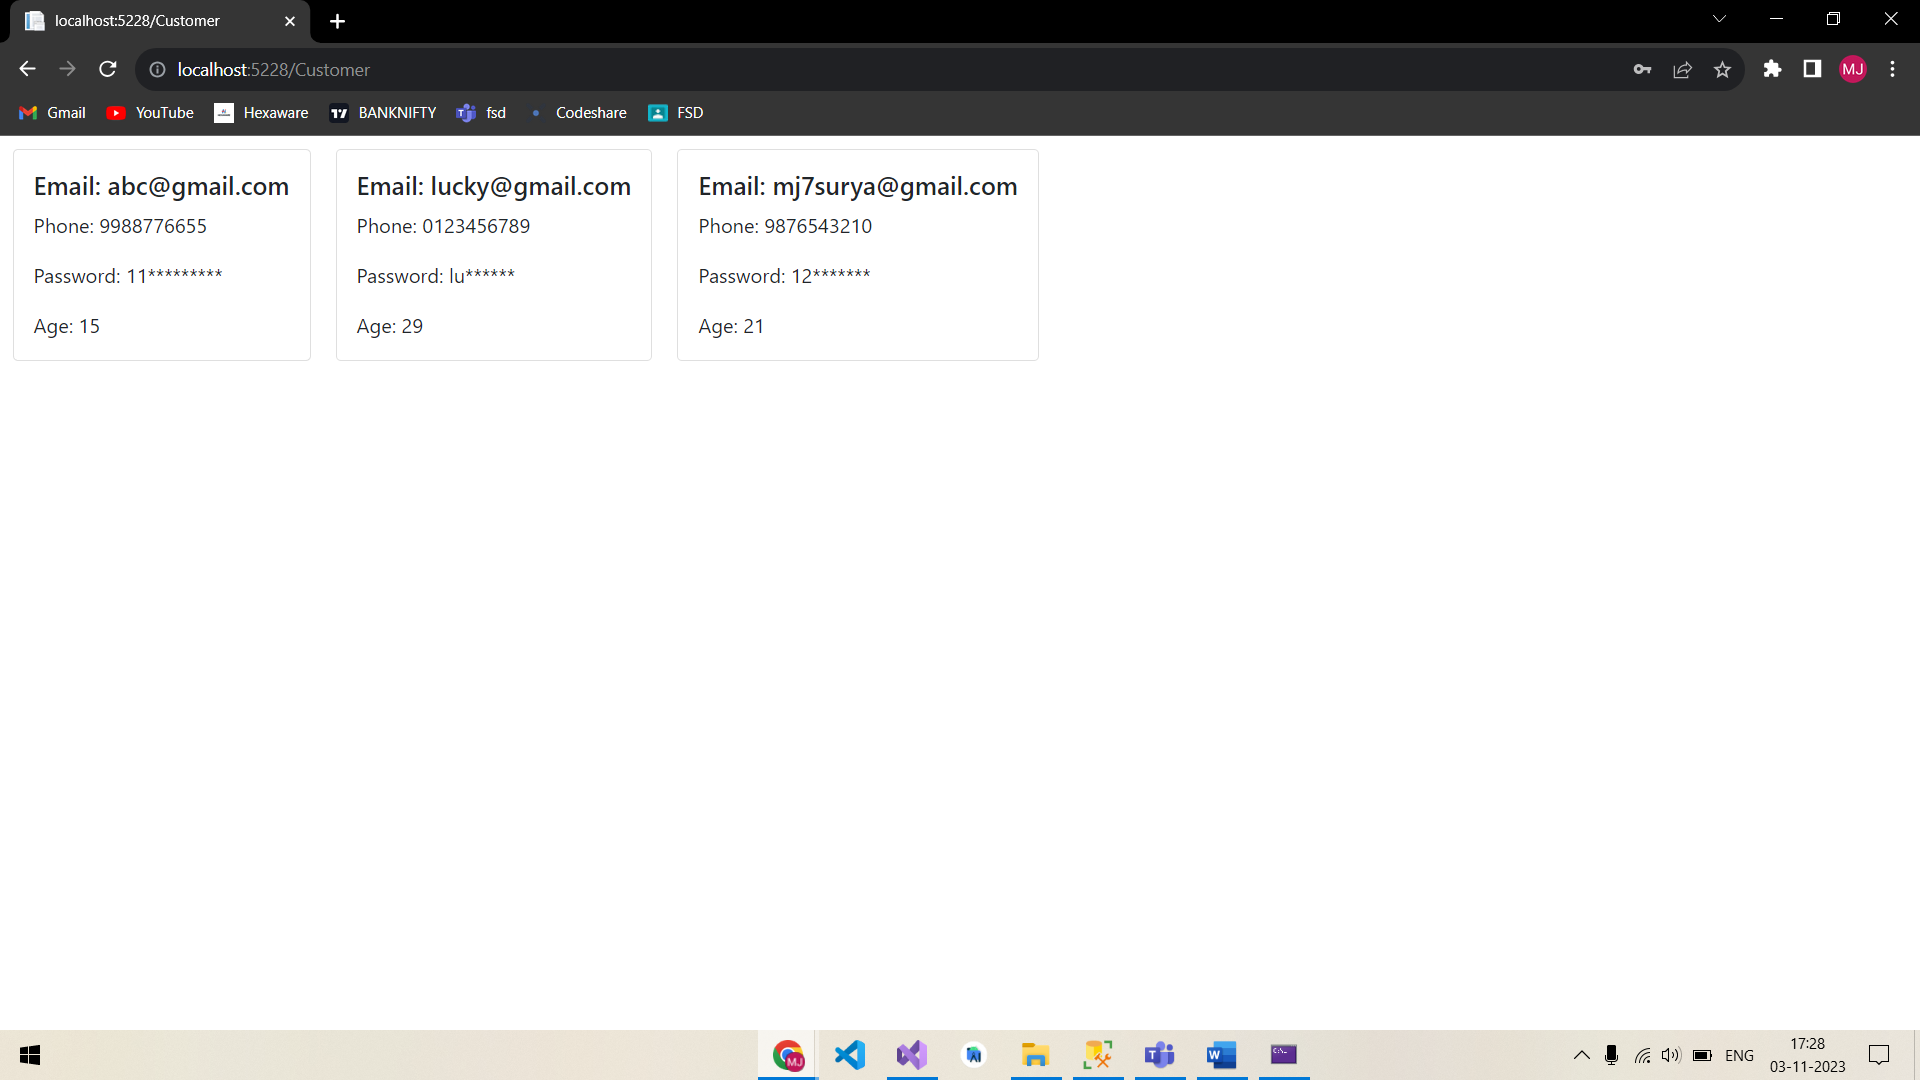 localhost:5228/Customer
localhost:5228/Customer
MJ
Gmail
YouTube
Hexaware
BANKNIFTY
fsd
Codeshare
FSD
Email: abc@gmail.com
Phone: 9988776655
Password: 11*********
Age: 15
Email: lucky@gmail.com
Phone: 0123456789
Password: lu******
Age: 29
Email: mj7surya@gmail.com
Phone: 9876543210
Password: 12*******
Age: 21
MJ
ENG
17:28
03-11-2023